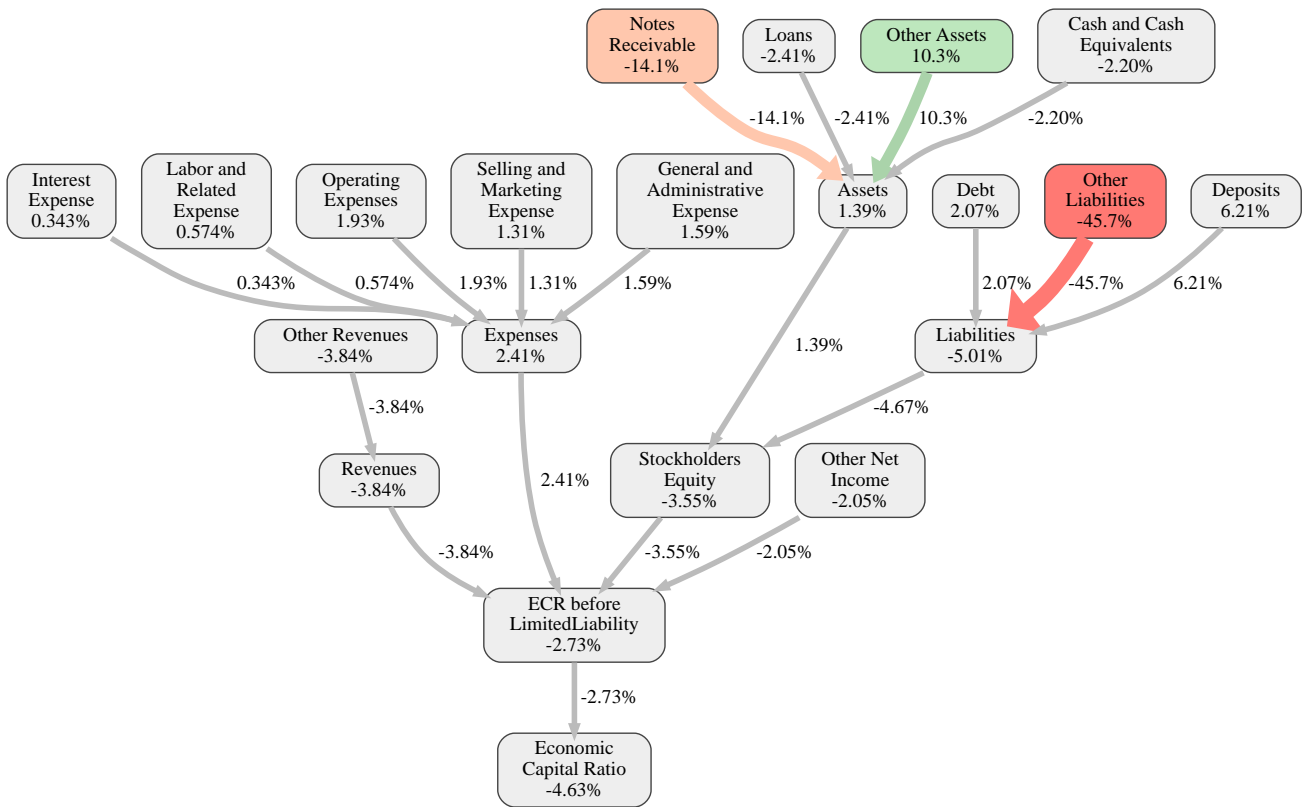 Notes
Receivable
-14.1%
Loans
-2.41%
Other Assets
10.3%
Cash and Cash
Equivalents
-2.20%
-14.1%
-2.41%
10.3%
-2.20%
Interest
Expense
0.343%
Labor and
Related
Expense
0.574%
Operating
Expenses
1.93%
Selling and
Marketing
Expense
1.31%
General and
Administrative
Expense
1.59%
Assets
1.39%
Debt
2.07%
Other
Liabilities
-45.7%
Deposits
6.21%
0.343%
0.574%
1.93%
1.31%
1.59%
2.07%
-45.7%
6.21%
Other Revenues
-3.84%
Expenses
2.41%
1.39%
Liabilities
-5.01%
-3.84%
-4.67%
Revenues
-3.84%
2.41%
Stockholders
Equity
-3.55%
Other Net
Income
-2.05%
-3.84%
-3.55%
-2.05%
ECR before
LimitedLiability
-2.73%
-2.73%
Economic
Capital Ratio
-4.63%